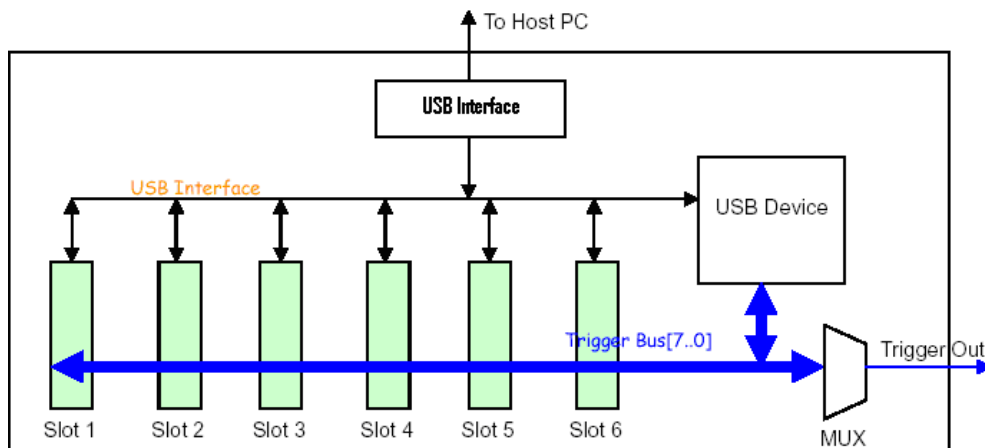 To Host PC
USB Interface
USB Interface
USB Device
Trigger Bus[7..0]
Trigger Out
Slot 1
Slot 2
Slot 3
Slot 4
Slot 5
Slot 6
MUX